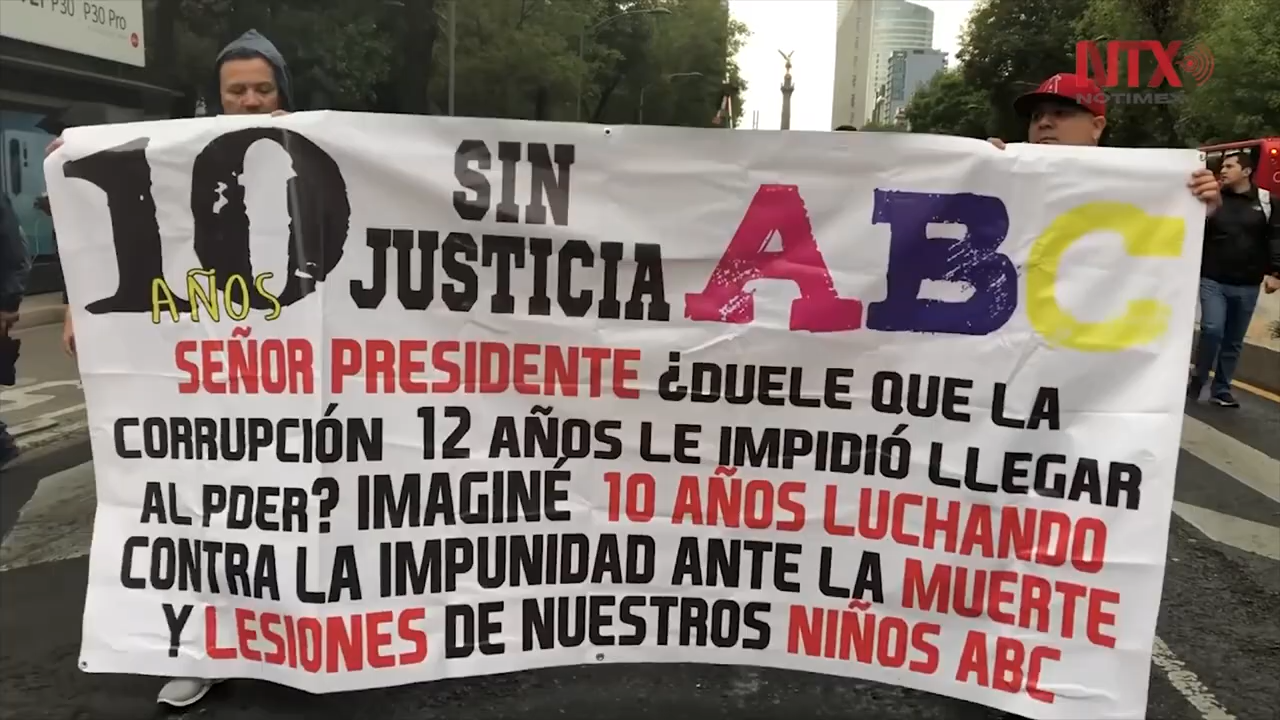 P30 P30 Pro
NTX
NOTIMEX
10 AÑOS
SIN
JUSTICIA
ABC
SEÑOR PRESIDENTE ¿DUELE QUE LA
CORRUPCIÓN 12 AÑOS LE IMPIDIÓ LLEGAR
AL PDER? IMAGINÉ 10 AÑOS LUCHANDO
CONTRA LA IMPUNIDAD ANTE LA MUERTE
Y LESIONES DE NUESTROS NIÑOS ABC